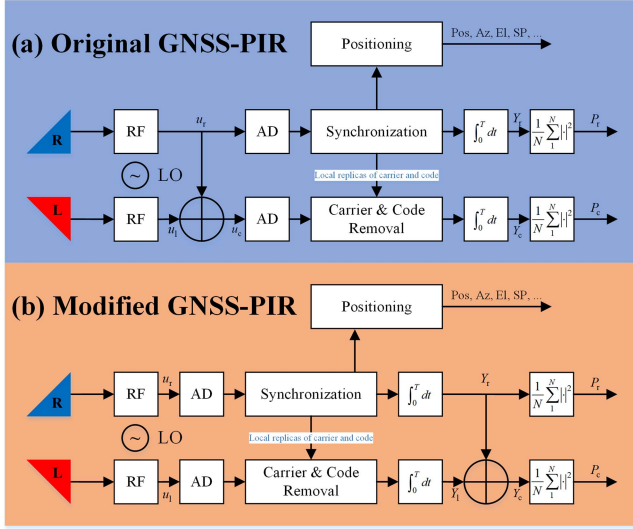 (a) Original GNSS-PIR
Positioning
Pos, Az, El, SP, ...
R
RF
u_r
AD
Synchronization
∫_0^T dt
Y_r
1/N ∑_1^N |·|^2
P_r
~ LO
Local replicas of carrier and code
L
RF
u_l
u_c
AD
Carrier & Code
Removal
∫_0^T dt
Y_c
1/N ∑_1^N |·|^2
P_c
(b) Modified GNSS-PIR
Positioning
Pos, Az, El, SP, ...
R
RF
u_r
AD
Synchronization
∫_0^T dt
Y_r
1/N ∑_1^N |·|^2
P_r
~ LO
Local replicas of carrier and code
L
RF
u_l
AD
Carrier & Code
Removal
∫_0^T dt
Y_l
Y_c
1/N ∑_1^N |·|^2
P_c